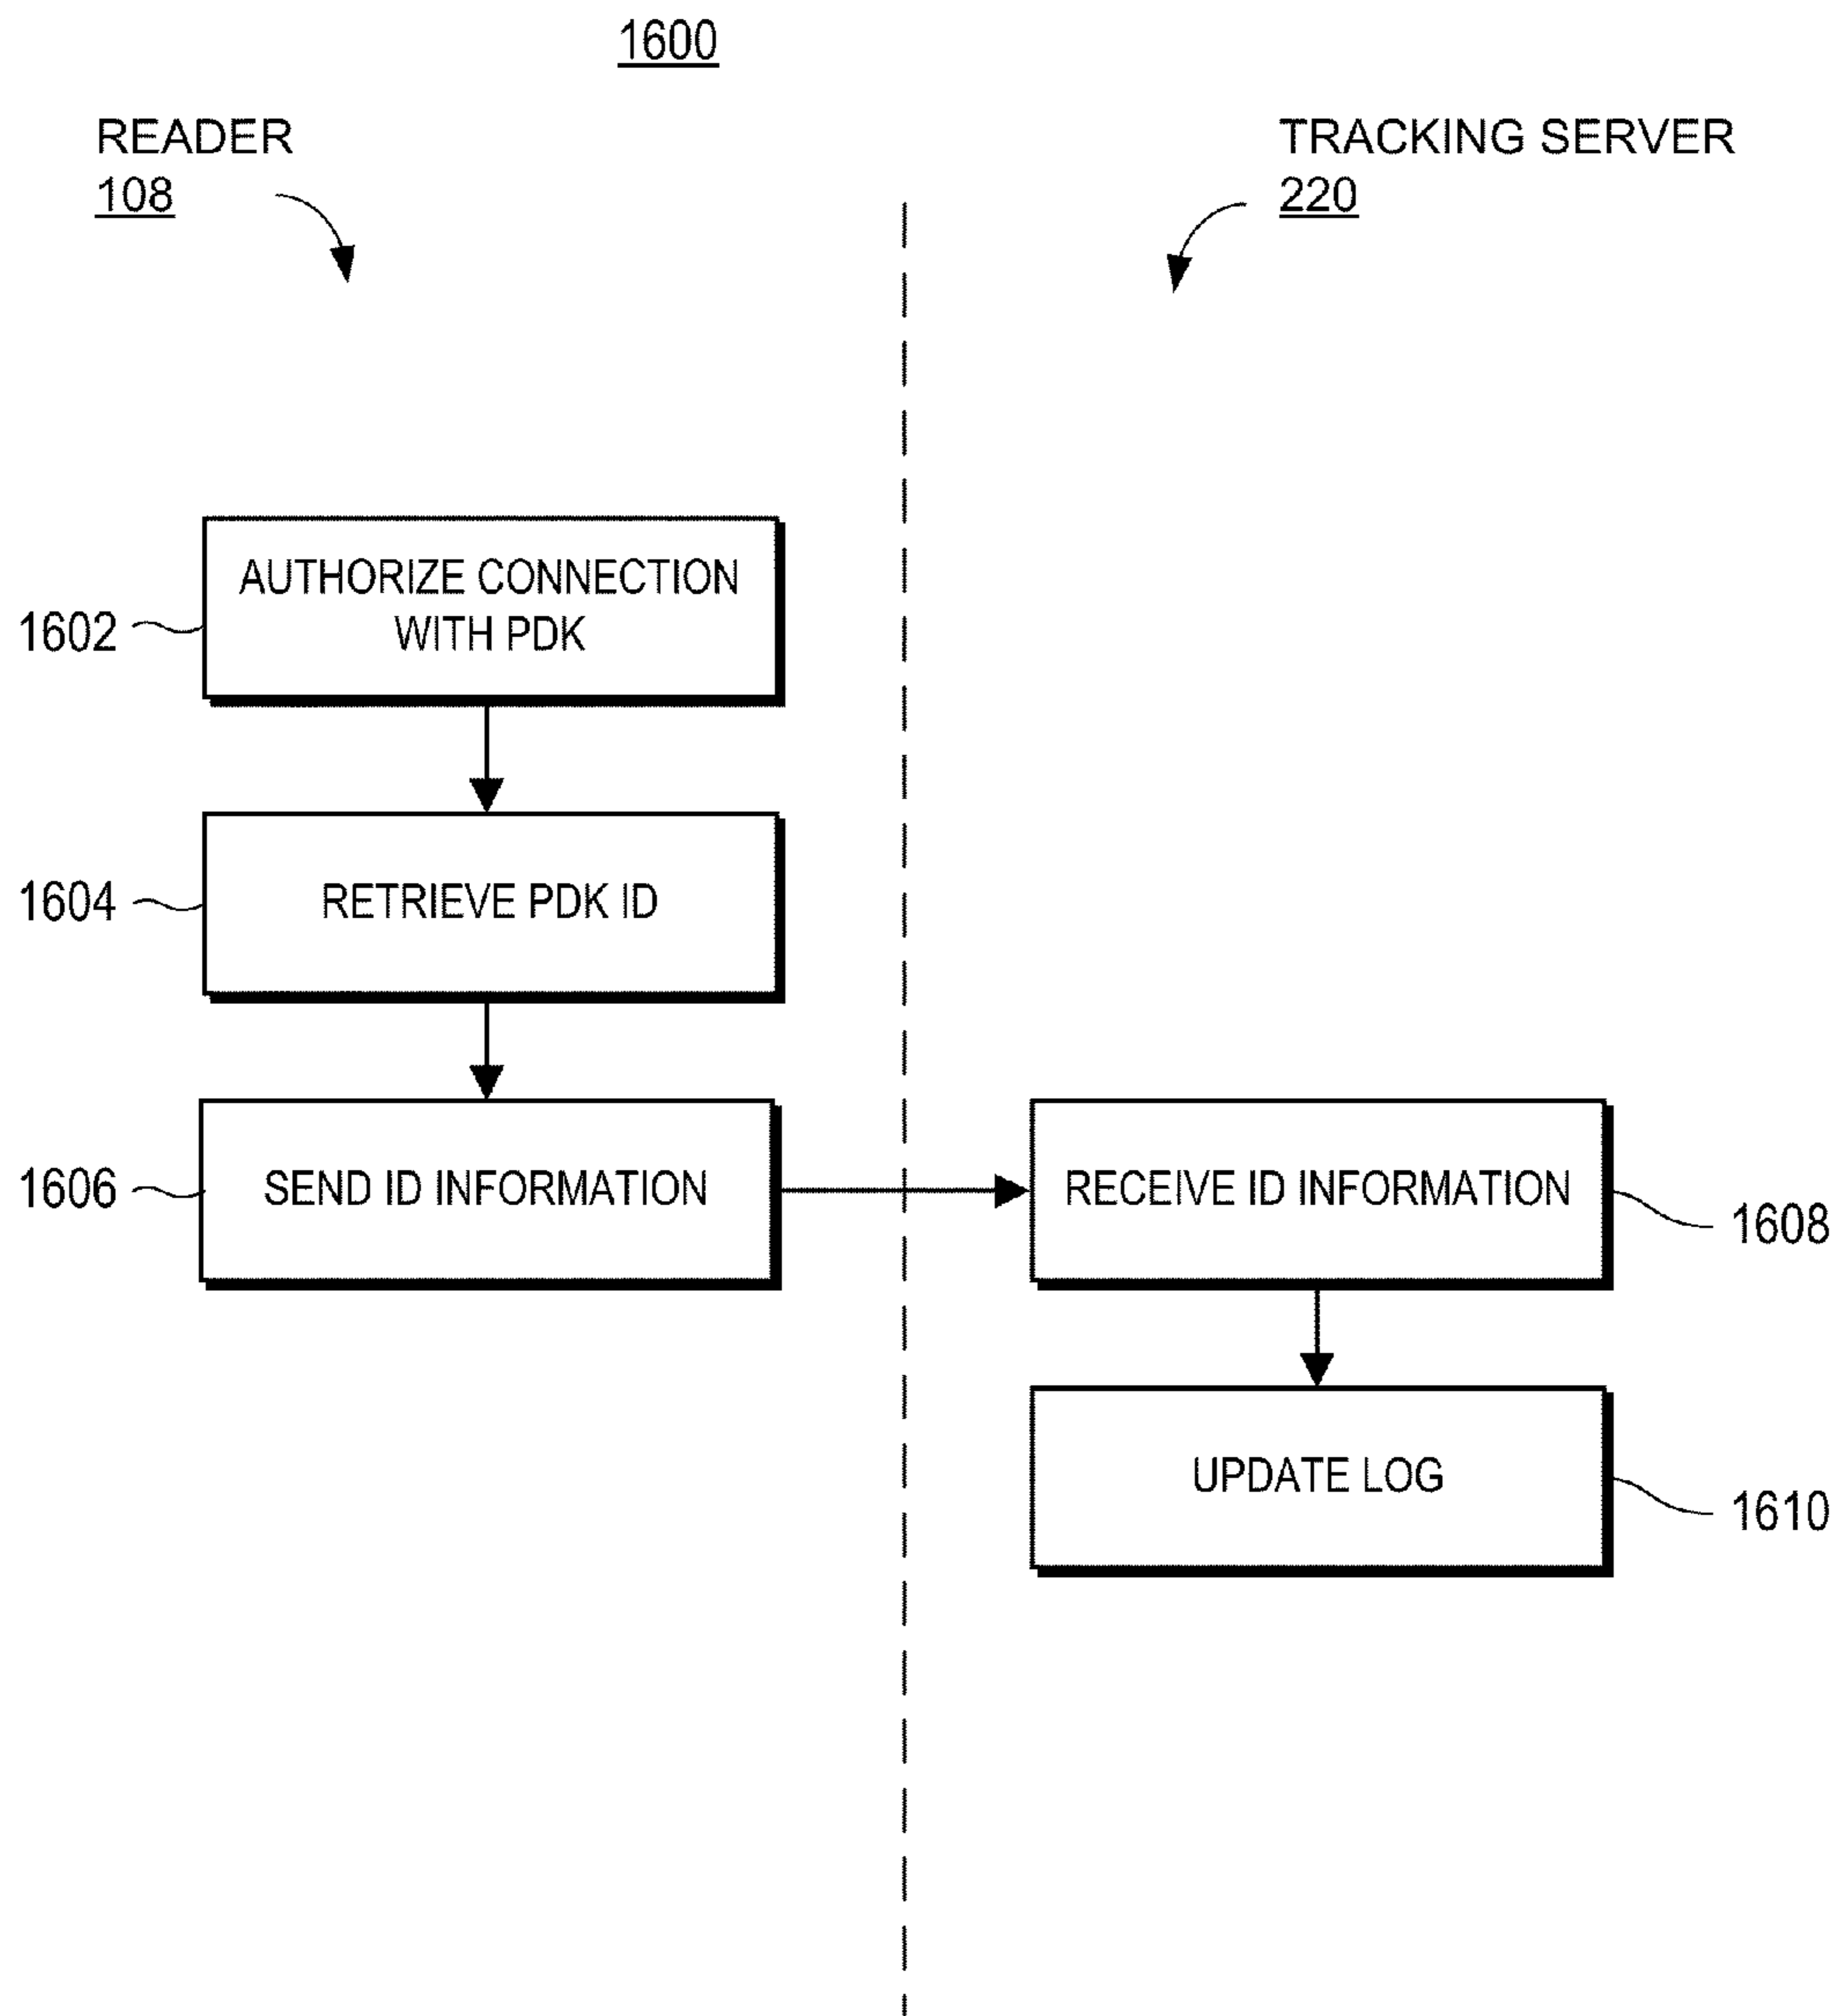 1600
READER
108
TRACKING SERVER
220
AUTHORIZE CONNECTION
WITH PDK
1602
RETRIEVE PDK ID
1604
SEND ID INFORMATION
1606
RECEIVE ID INFORMATION
1608
UPDATE LOG
1610